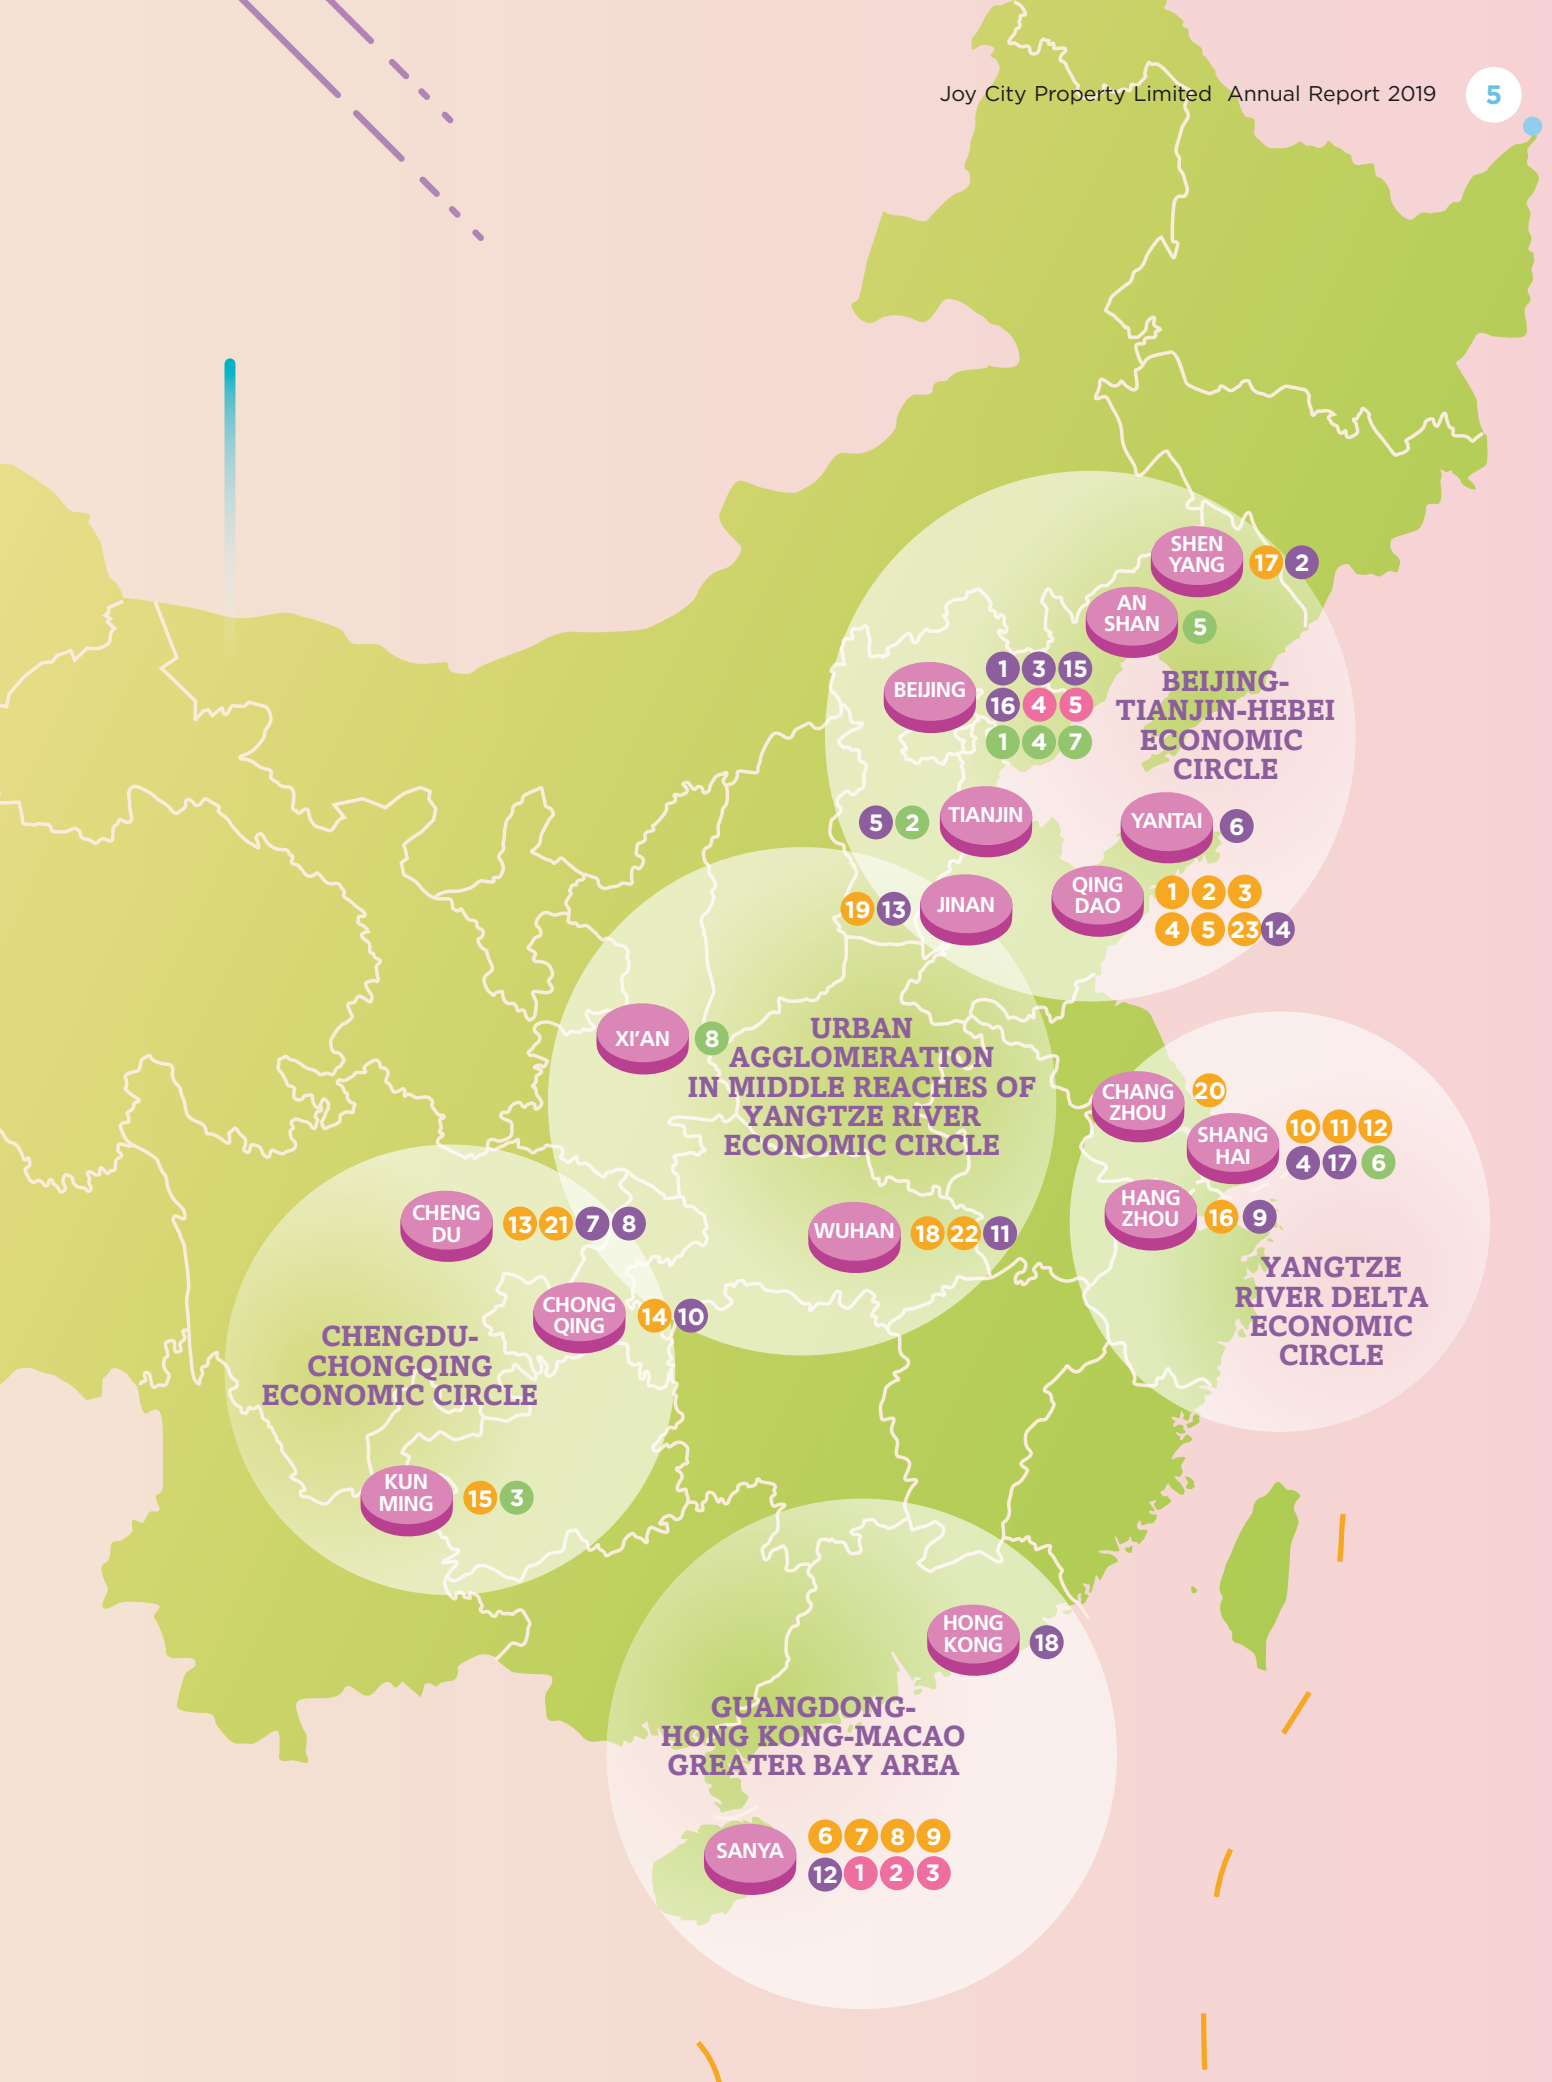 Joy City Property Limited Annual Report 2019 5
SHEN
YANG 17 2
AN
SHAN 5
BEIJING 1 3 15
16 4 5
1 4 7
BEIJING-
TIANJIN-HEBEI
ECONOMIC
CIRCLE
5 2 TIANJIN
YANTAI 6
19 13 JINAN
QING
DAO 1 2 3
4 5 23 14
XI'AN 8
URBAN
AGGLOMERATION
IN MIDDLE REACHES OF
YANGTZE RIVER
ECONOMIC CIRCLE
CHANG
ZHOU 20
SHANG
HAI 10 11 12
4 17 6
HANG
ZHOU 16 9
YANGTZE
RIVER DELTA
ECONOMIC
CIRCLE
CHENG
DU 13 21 7 8
WUHAN 18 22 11
CHONG
QING 14 10
CHENGDU-
CHONGQING
ECONOMIC CIRCLE
KUN
MING 15 3
HONG
KONG 18
GUANGDONG-
HONG KONG-MACAO
GREATER BAY AREA
SANYA 6 7 8 9
12 1 2 3